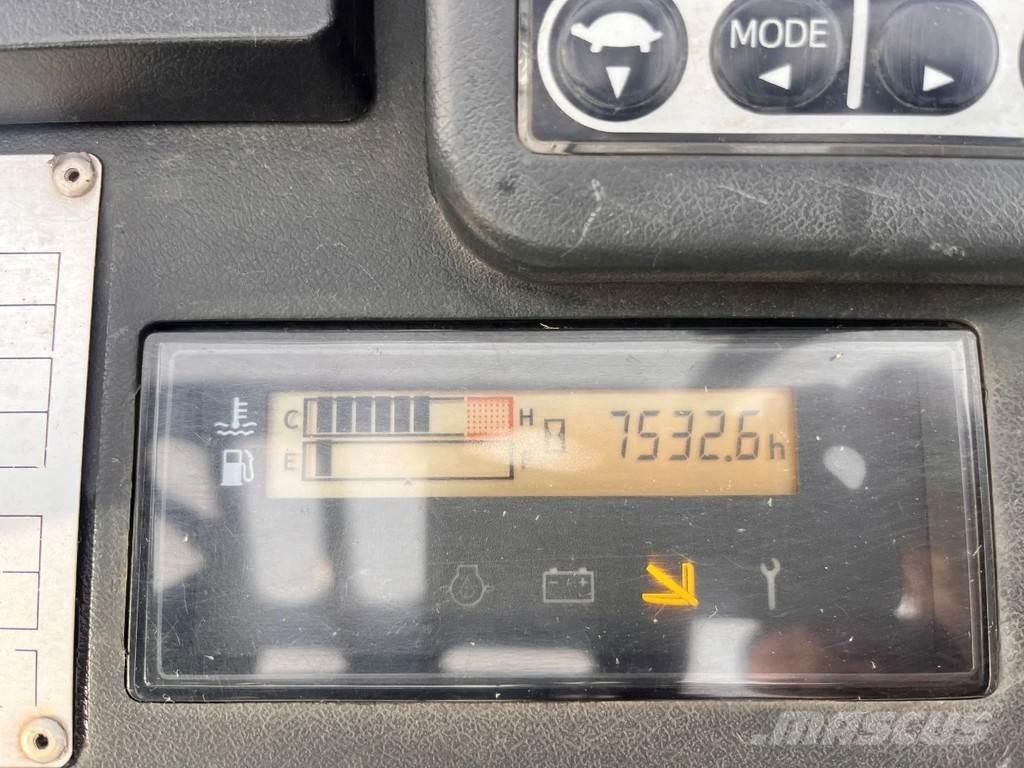 MODE
C H 7532.6h
E F
mascus